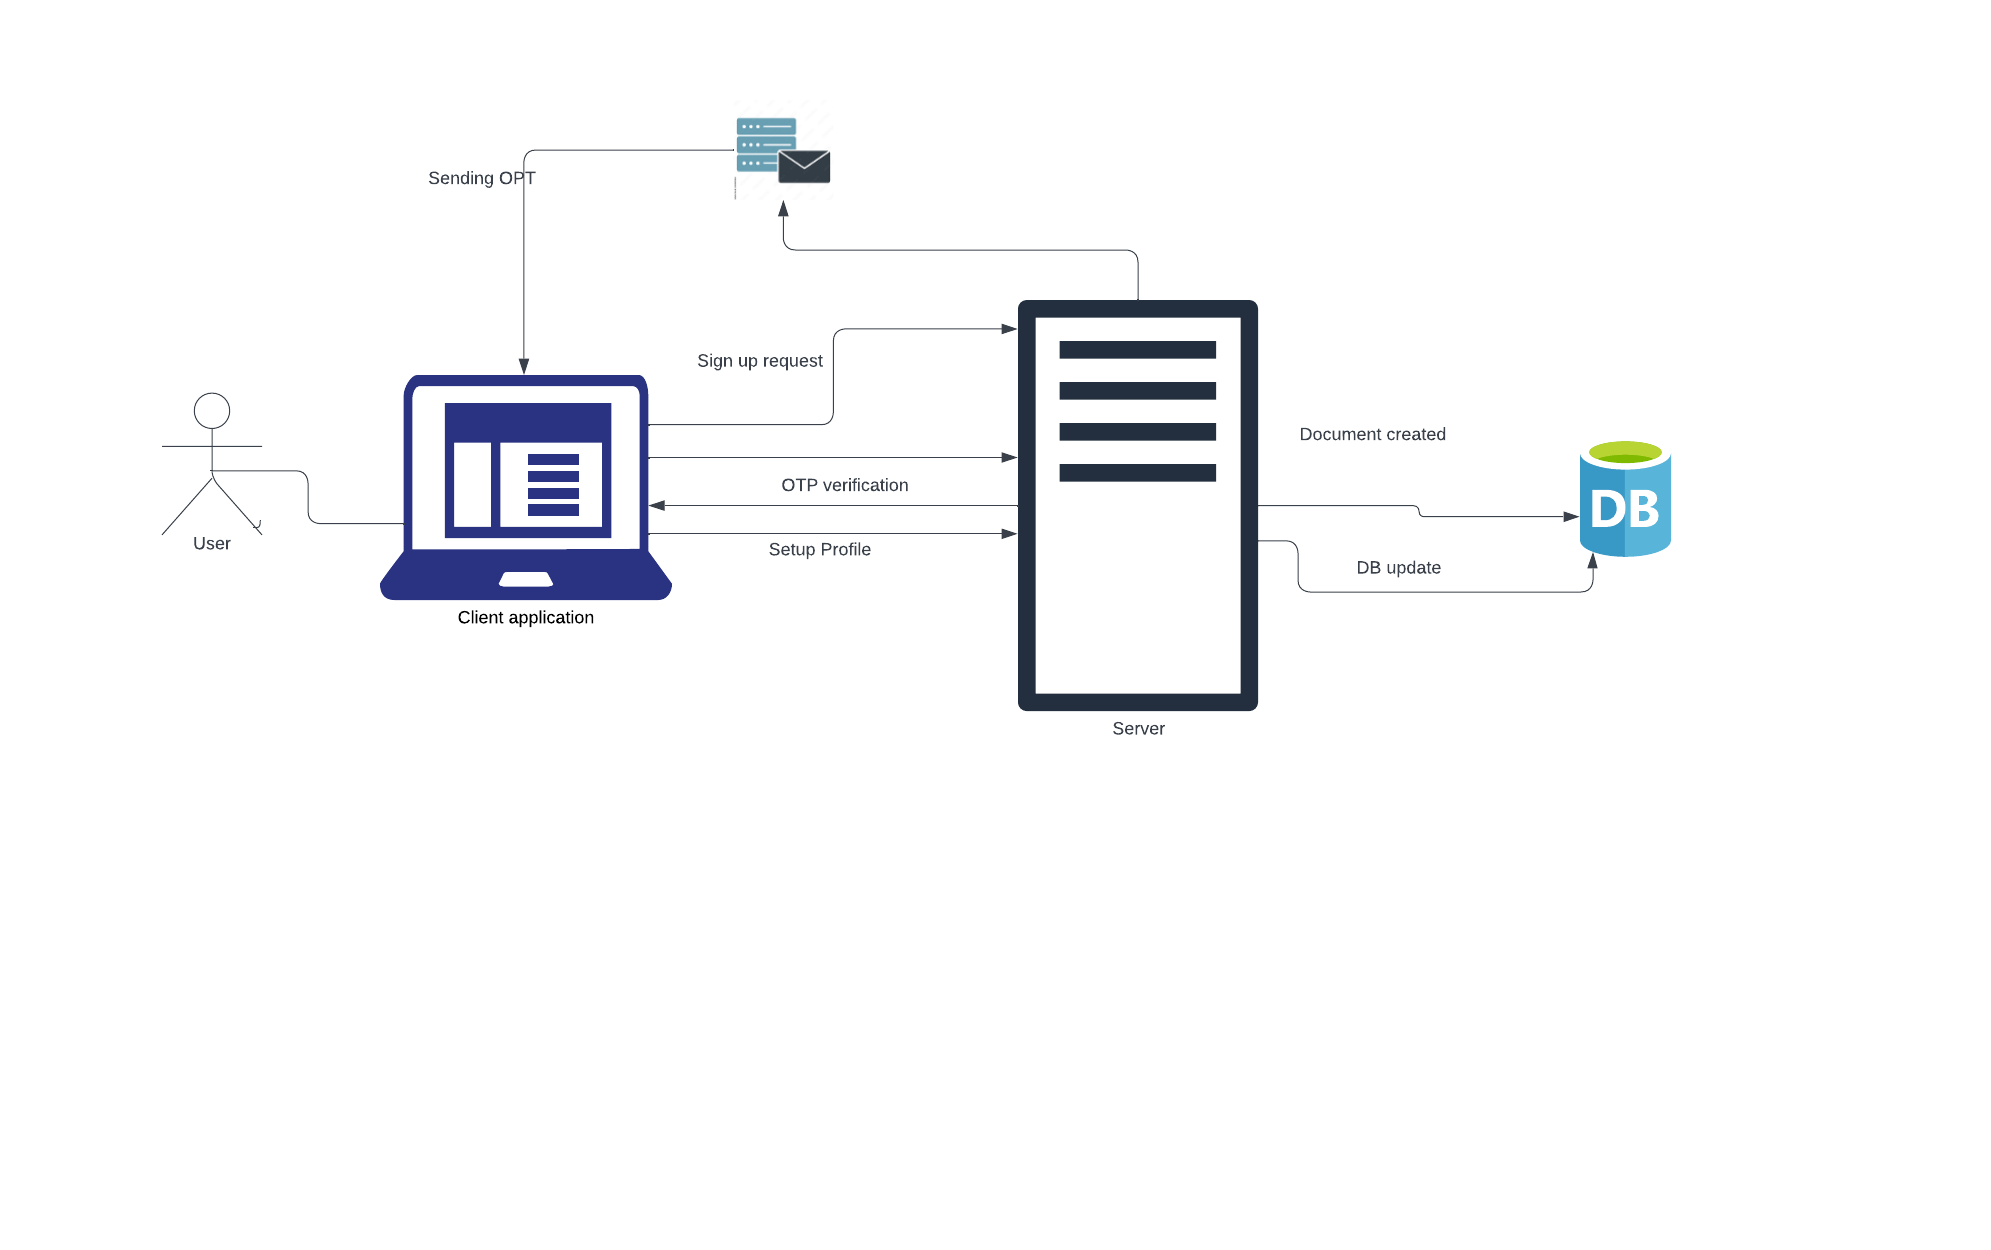 Sending OPT
Sign up request
Document created
OTP verification
DB
User
Setup Profile
DB update
Client application
Server